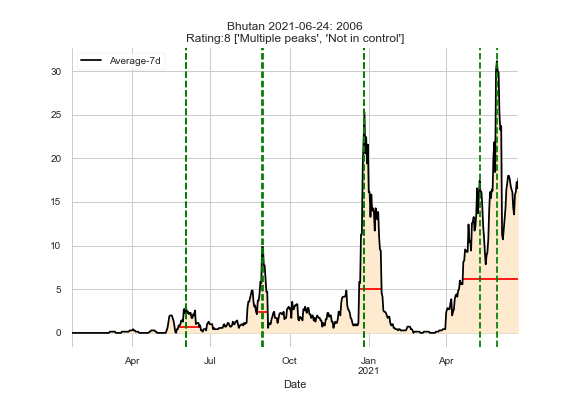 Bhutan 2021-06-24: 2006
Rating:8 ['Multiple peaks', 'Not in control']
Average-7d
30
25
20
15
10
5
0
Apr
Jul
Oct
Jan
2021
Apr
Date